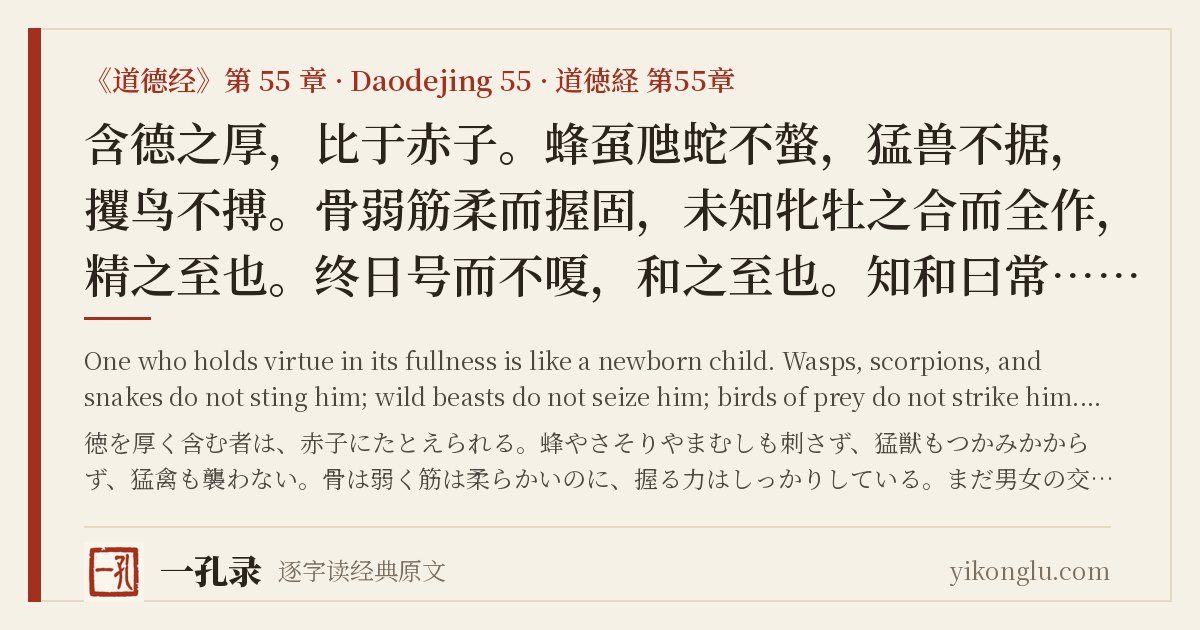 《道德经》第 55 章 · Daodejing 55 · 道徳経 第55章
含德之厚，比于赤子。蜂虿虺蛇不螫，猛兽不据，
攫鸟不搏。骨弱筋柔而握固，未知牝牡之合而全作，
精之至也。终日号而不嗄，和之至也。知和曰常……
One who holds virtue in its fullness is like a newborn child. Wasps, scorpions, and
snakes do not sting him; wild beasts do not seize him; birds of prey do not strike him....
徳を厚く含む者は、赤子にたとえられる。蜂やさそりやまむしも刺さず、猛獣もつかみかから
ず、猛禽も襲わない。骨は弱く筋は柔らかいのに、握る力はしっかりしている。まだ男女の交…
一孔
一孔录 逐字读经典原文 yikonglu.com